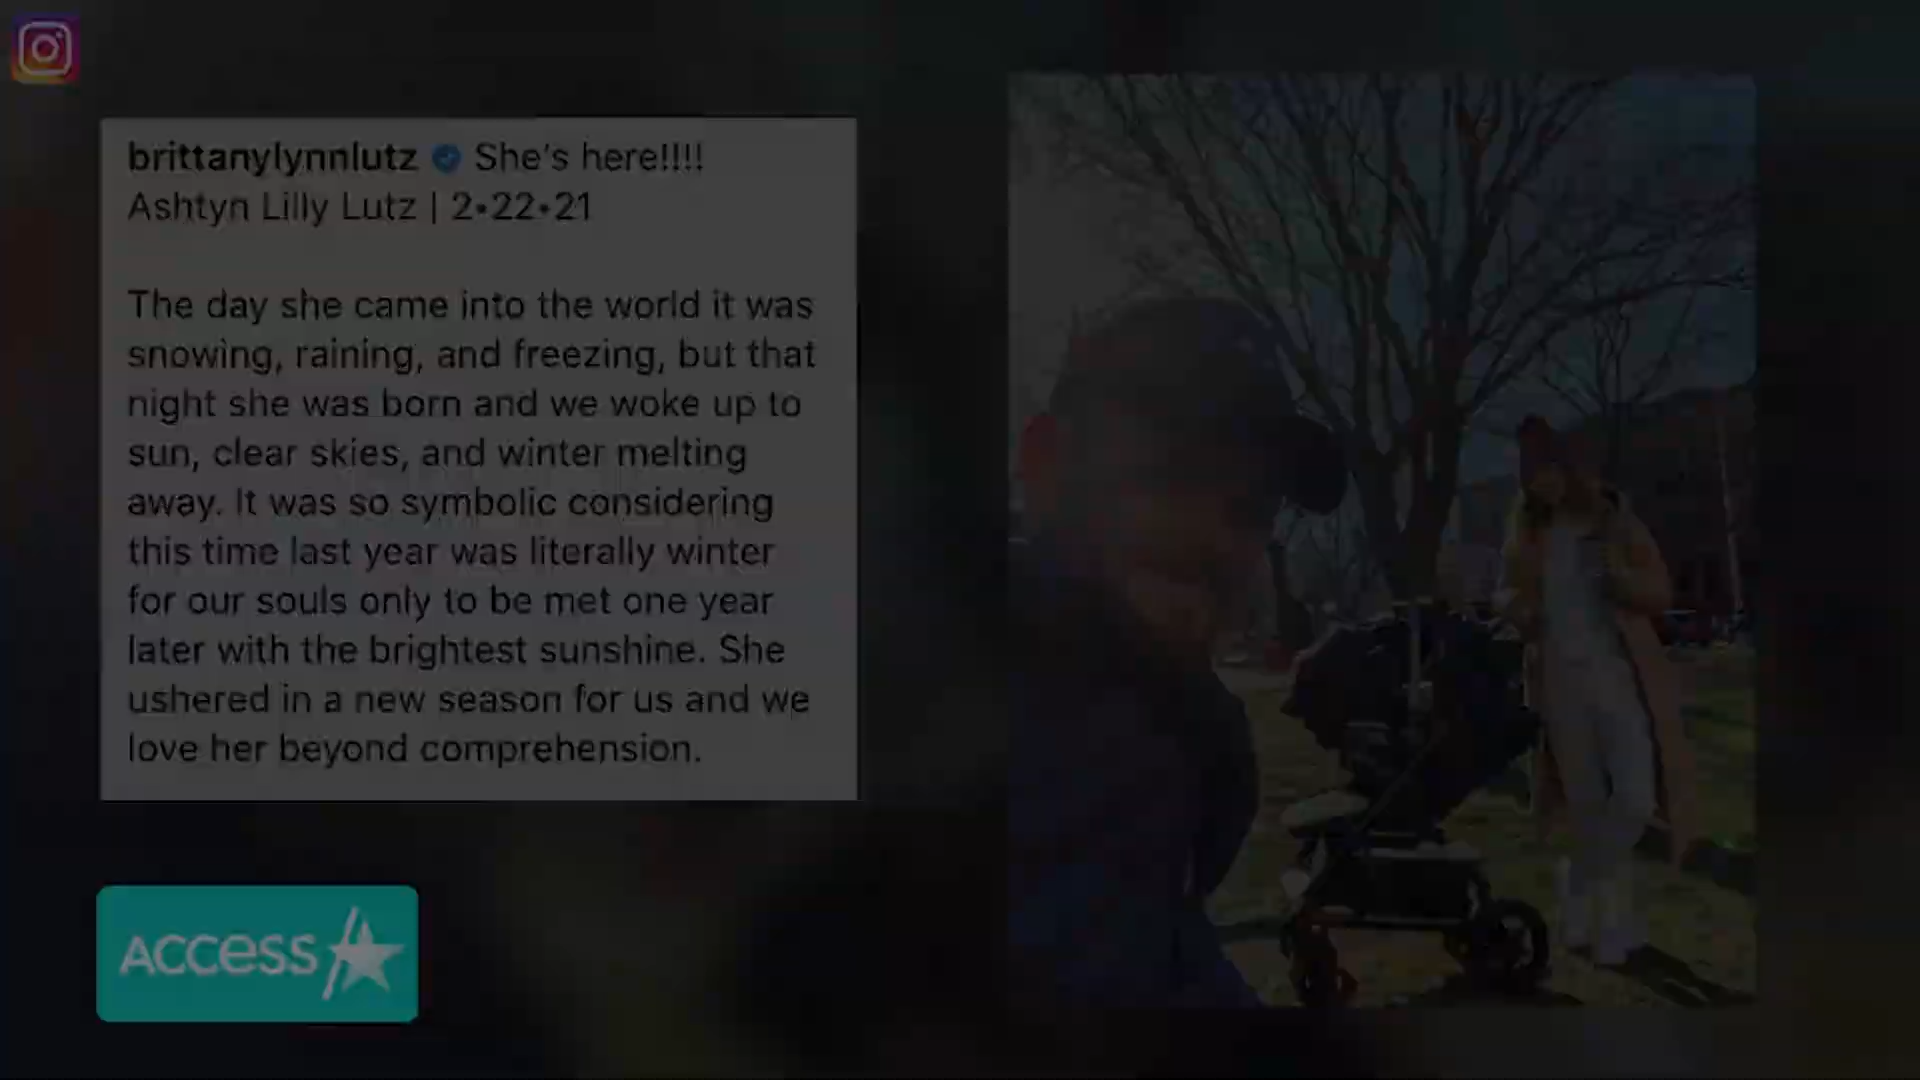 brittanylynnlutz She's here!!!!
Ashtyn Lilly Lutz | 2•22•21
The day she came into the world it was
snowing, raining, and freezing, but that
night she was born and we woke up to
sun, clear skies, and winter melting
away. It was so symbolic considering
this time last year was literally winter
for our souls only to be met one year
later with the brightest sunshine. She
ushered in a new season for us and we
love her beyond comprehension.
ACCESS